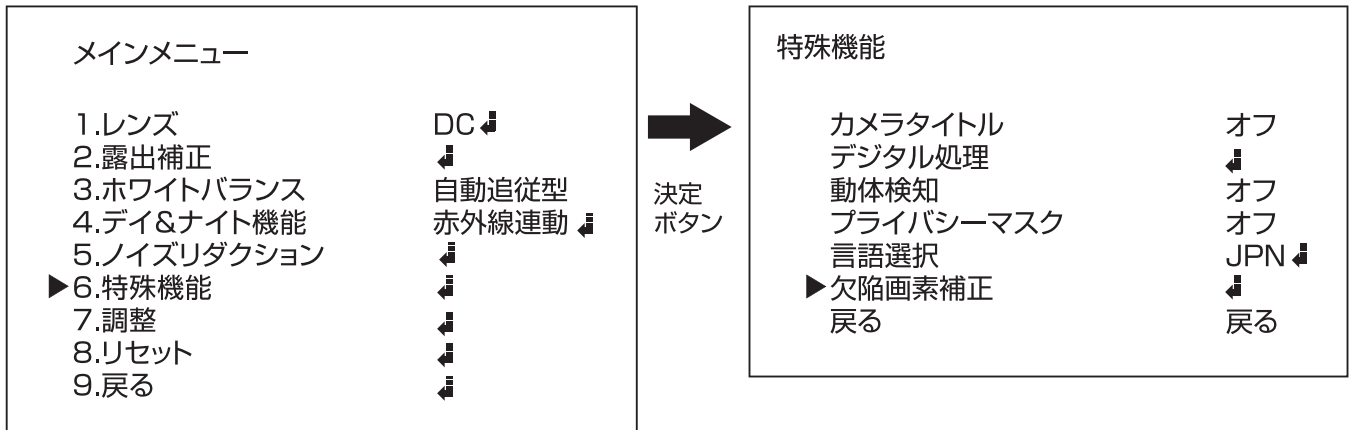 メインメニュー
1.レンズ DC
2.露出補正
3.ホワイトバランス 自動追従型
4.デイ&ナイト機能 赤外線連動
5.ノイズリダクション
▶6.特殊機能
7.調整
8.リセット
9.戻る
決定
ボタン
特殊機能
カメラタイトル オフ
デジタル処理
動体検知 オフ
プライバシーマスク オフ
言語選択 JPN
▶欠陥画素補正
戻る 戻る